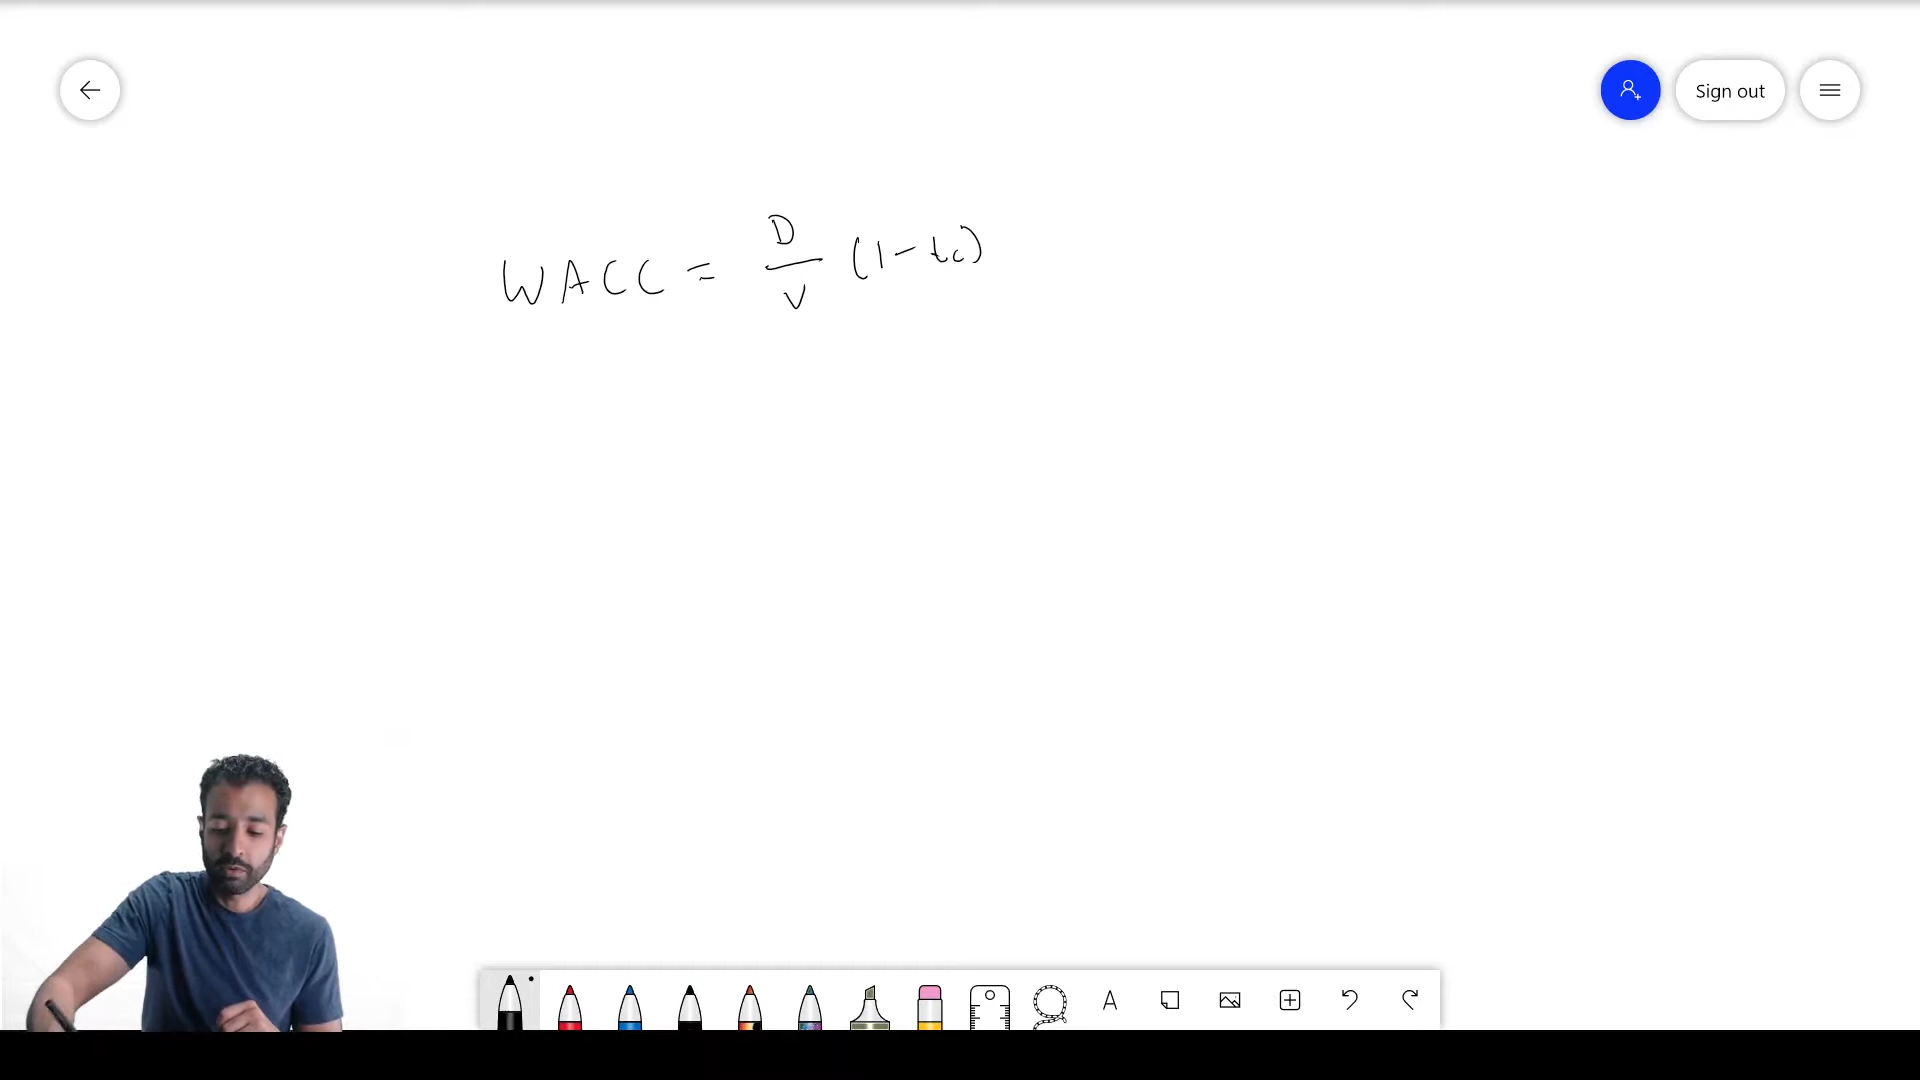 Sign out
WACC = D/V (1-tc)
A